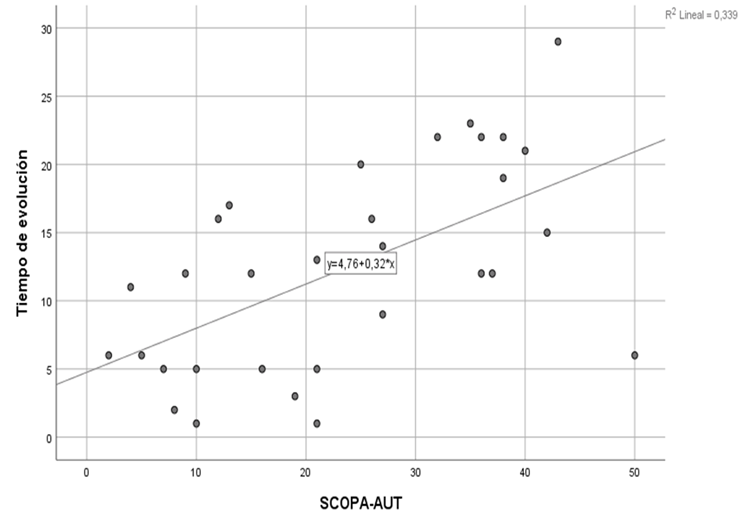 R² Lineal = 0,339
30
25
20
15
10
5
0
Tiempo de evolución
y=4,76+0,32*x
0 10 20 30 40 50
SCOPA-AUT